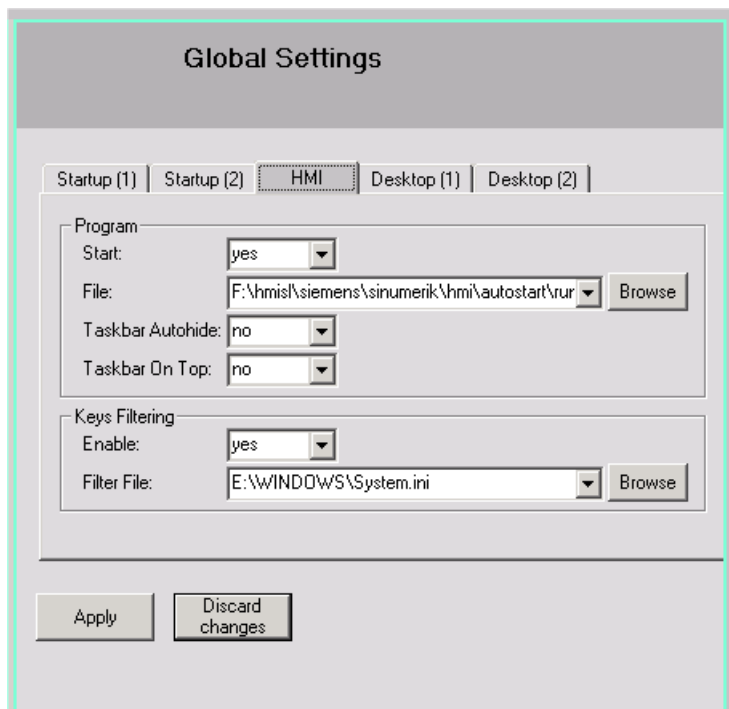 Global Settings
Startup (1) Startup (2) HMI Desktop (1) Desktop (2)
Program
Start: yes
File: F:\hmisl\siemens\sinumerik\hmi\autostart\rur Browse
Taskbar Autohide: no
Taskbar On Top: no
Keys Filtering
Enable: yes
Filter File: E:\WINDOWS\System.ini Browse
Apply Discard
changes